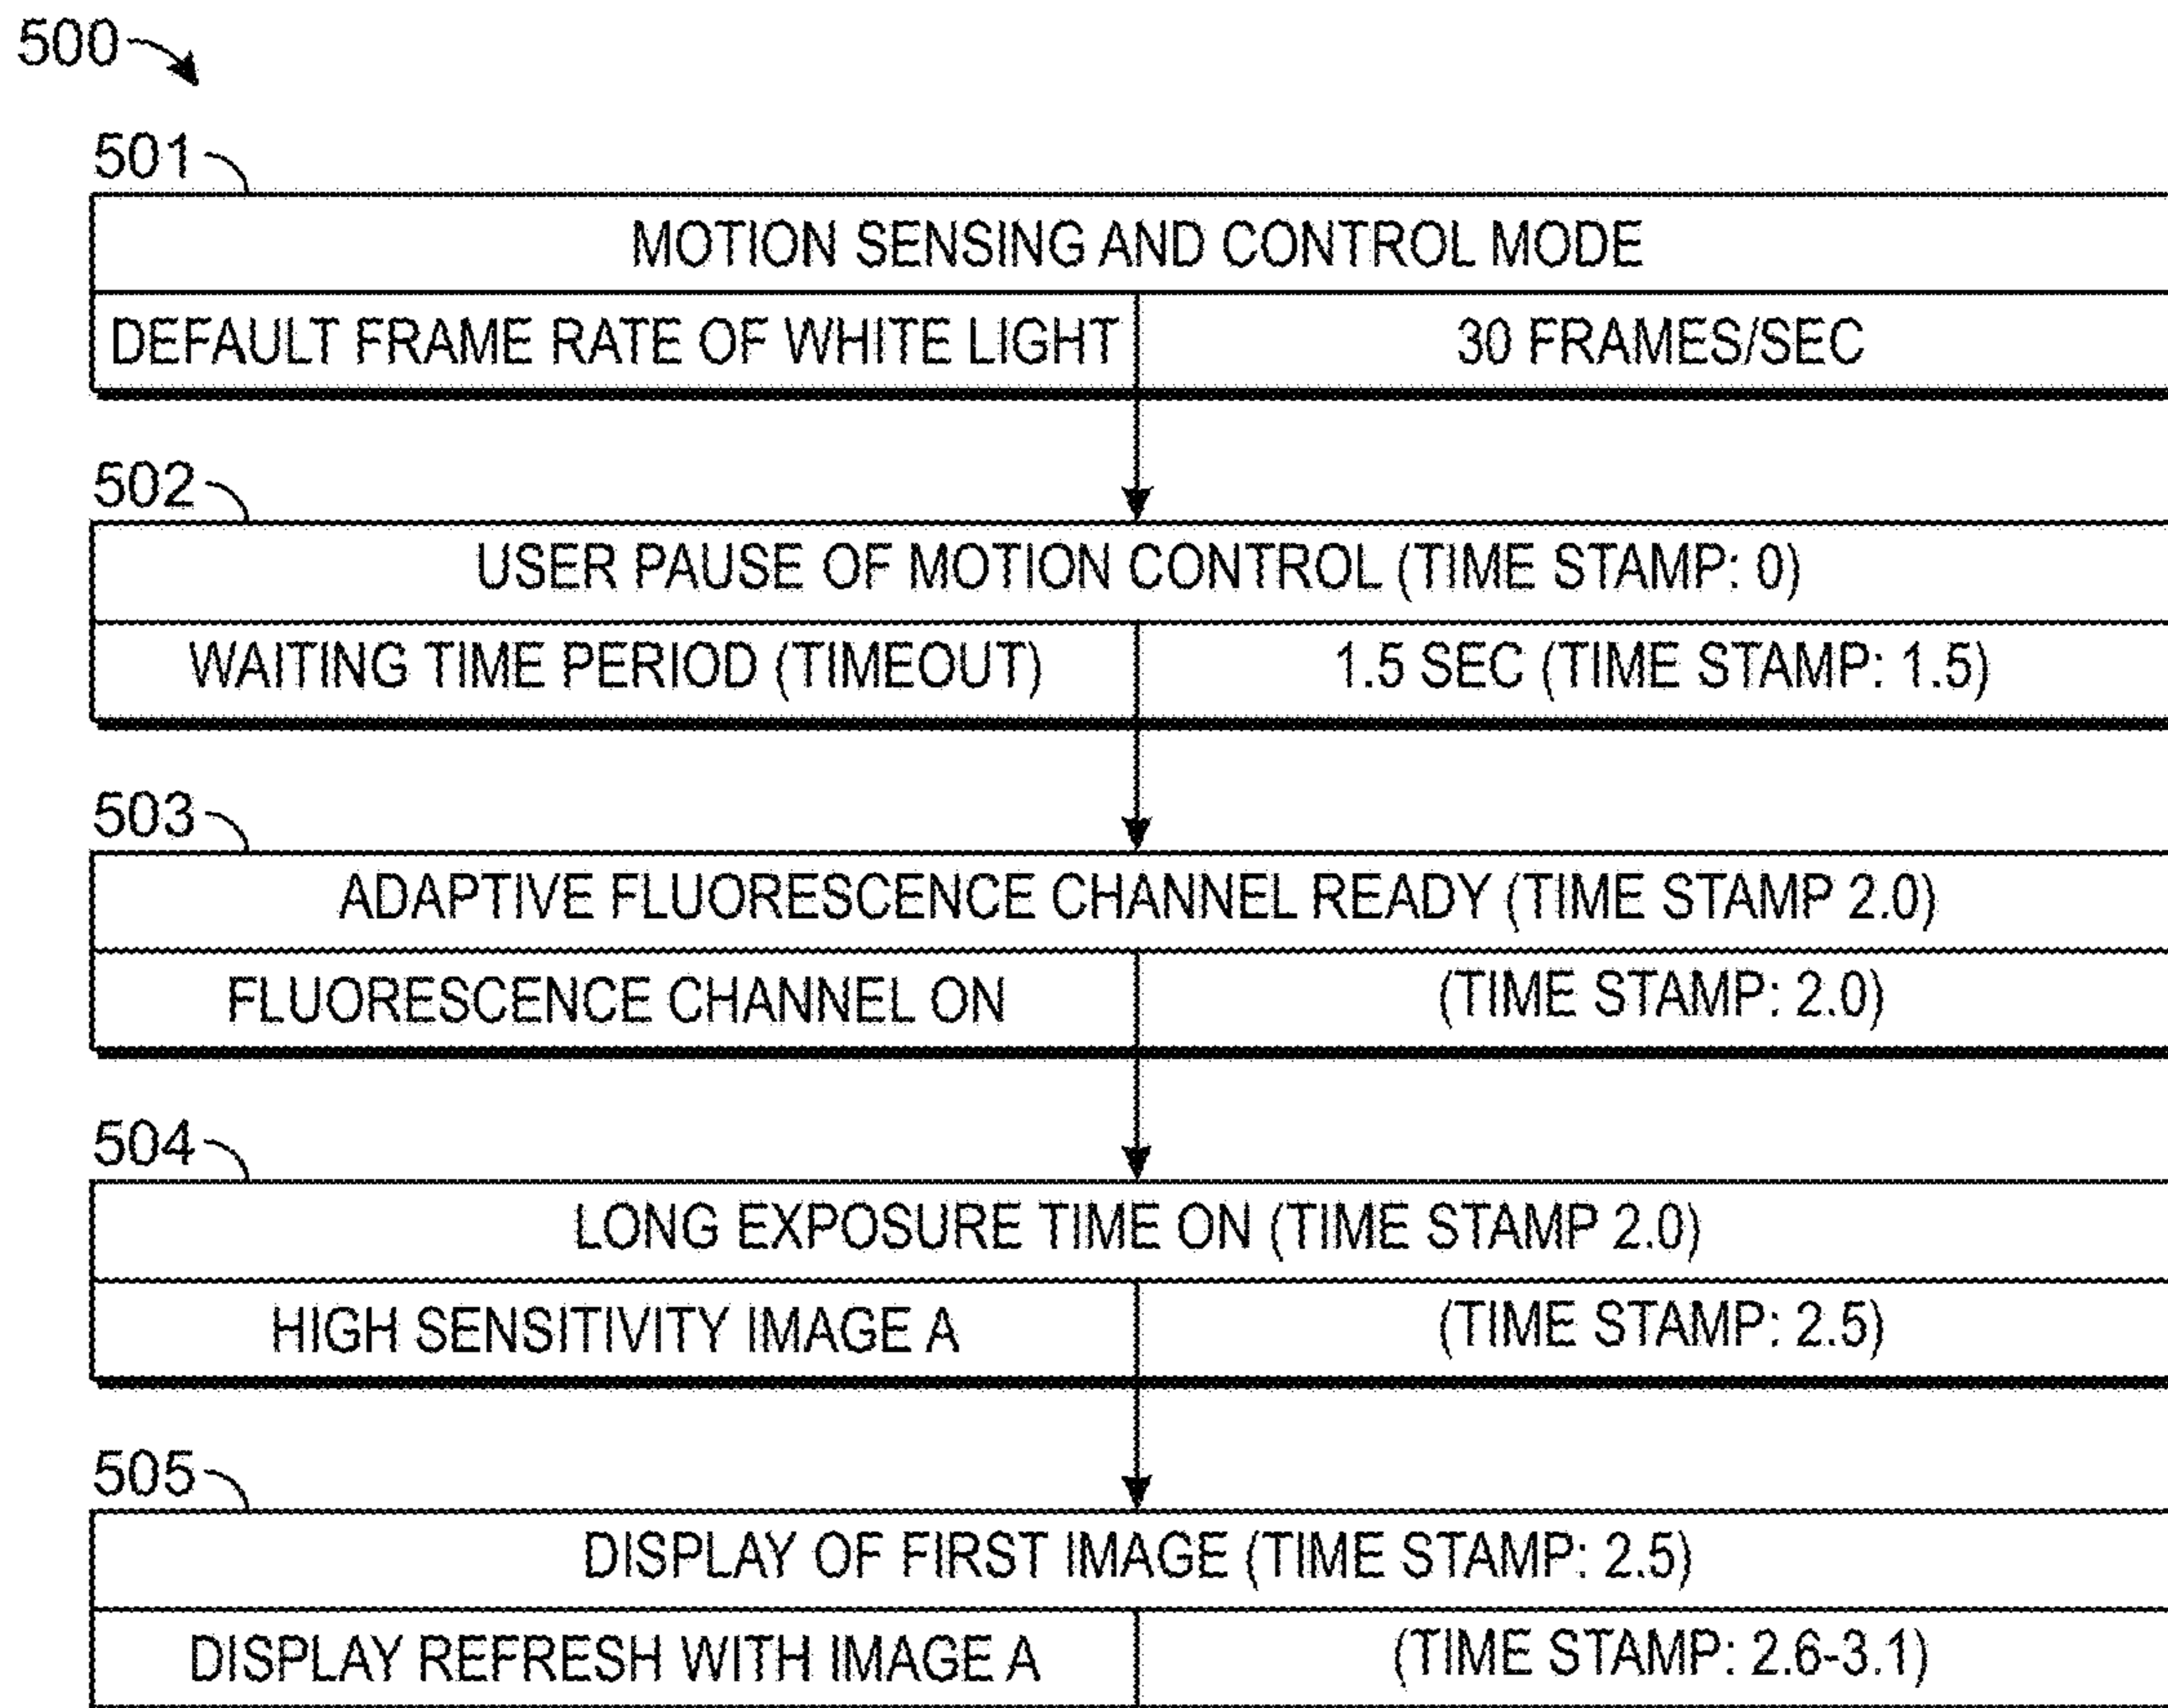 500
501
MOTION SENSING AND CONTROL MODE
DEFAULT FRAME RATE OF WHITE LIGHT
30 FRAMES/SEC
502
USER PAUSE OF MOTION CONTROL (TIME STAMP: 0)
WAITING TIME PERIOD (TIMEOUT)
1.5 SEC (TIME STAMP: 1.5)
503
ADAPTIVE FLUORESCENCE CHANNEL READY (TIME STAMP 2.0)
FLUORESCENCE CHANNEL ON
(TIME STAMP: 2.0)
504
LONG EXPOSURE TIME ON (TIME STAMP 2.0)
HIGH SENSITIVITY IMAGE A
(TIME STAMP: 2.5)
505
DISPLAY OF FIRST IMAGE (TIME STAMP: 2.5)
DISPLAY REFRESH WITH IMAGE A
(TIME STAMP: 2.6-3.1)